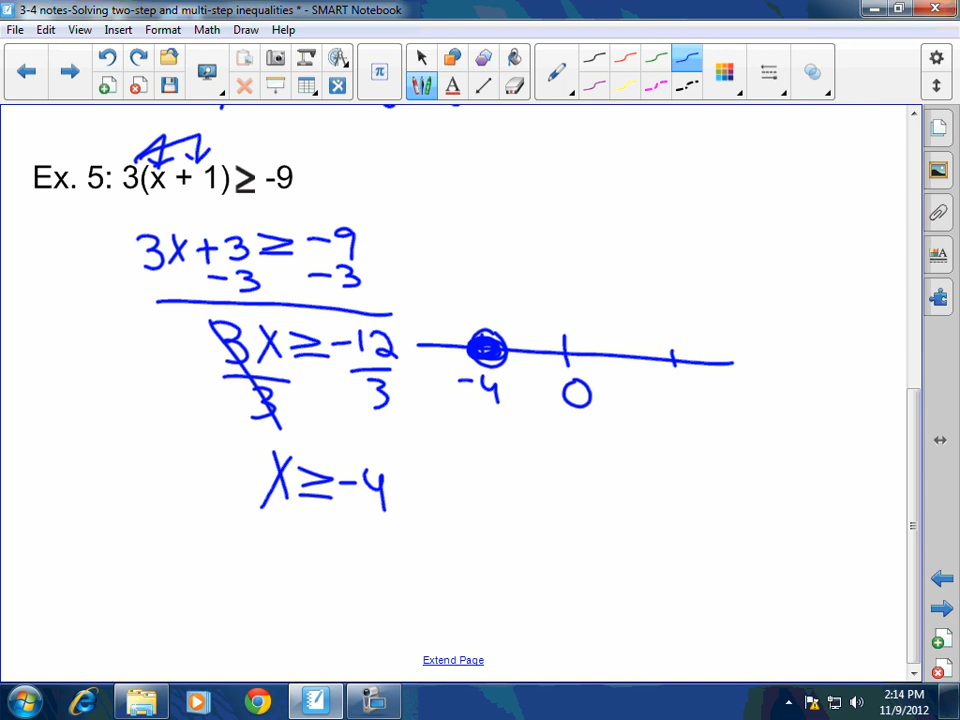 3-4 notes-Solving two-step and multi-step inequalities * - SMART Notebook
File Edit View Insert Format Math Draw Help
π
A
Ex. 5: 3(x + 1) ≥ -9
3x+3 ≥ -9
-3 -3
3x ≥ -12
3 3
-4 0
x ≥ -4
Extend Page
2:14 PM
11/9/2012